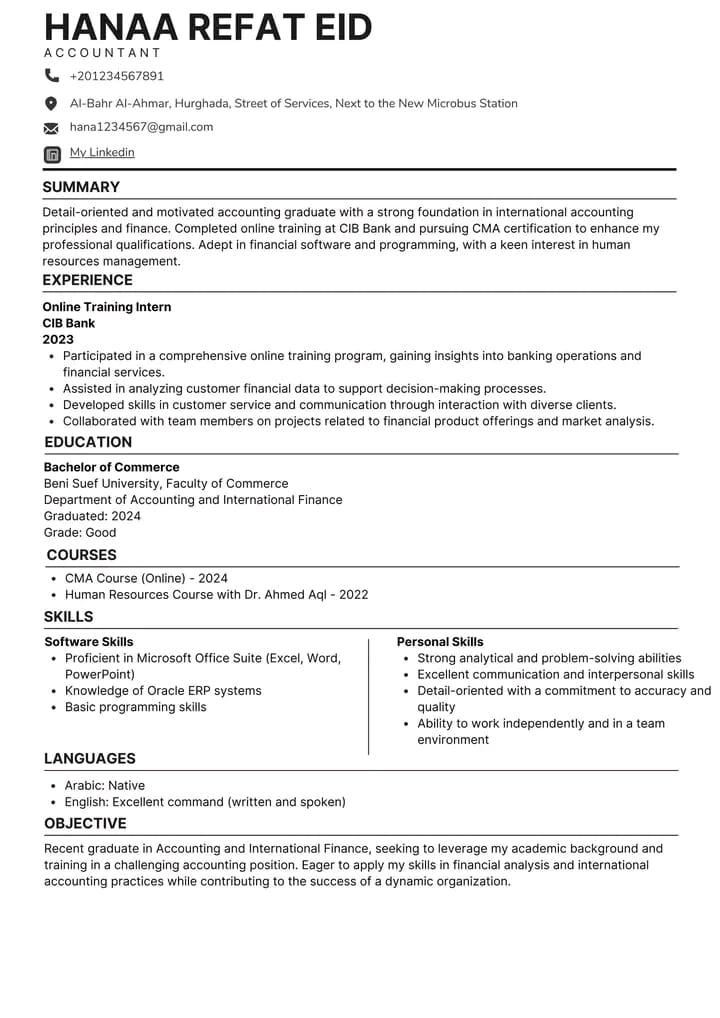 HANAA REFAT EID
ACCOUNTANT
+201234567891
Al-Bahr Al-Ahmar, Hurghada, Street of Services, Next to the New Microbus Station
hana1234567@gmail.com
My Linkedin
SUMMARY
Detail-oriented and motivated accounting graduate with a strong foundation in international accounting
principles and finance. Completed online training at CIB Bank and pursuing CMA certification to enhance my
professional qualifications. Adept in financial software and programming, with a keen interest in human
resources management.
EXPERIENCE
Online Training Intern
CIB Bank
2023
• Participated in a comprehensive online training program, gaining insights into banking operations and
financial services.
• Assisted in analyzing customer financial data to support decision-making processes.
• Developed skills in customer service and communication through interaction with diverse clients.
• Collaborated with team members on projects related to financial product offerings and market analysis.
EDUCATION
Bachelor of Commerce
Beni Suef University, Faculty of Commerce
Department of Accounting and International Finance
Graduated: 2024
Grade: Good
COURSES
• CMA Course (Online) - 2024
• Human Resources Course with Dr. Ahmed Aql - 2022
SKILLS
Software Skills
• Proficient in Microsoft Office Suite (Excel, Word,
PowerPoint)
• Knowledge of Oracle ERP systems
• Basic programming skills
Personal Skills
• Strong analytical and problem-solving abilities
• Excellent communication and interpersonal skills
• Detail-oriented with a commitment to accuracy and
quality
• Ability to work independently and in a team
environment
LANGUAGES
• Arabic: Native
• English: Excellent command (written and spoken)
OBJECTIVE
Recent graduate in Accounting and International Finance, seeking to leverage my academic background and
training in a challenging accounting position. Eager to apply my skills in financial analysis and international
accounting practices while contributing to the success of a dynamic organization.